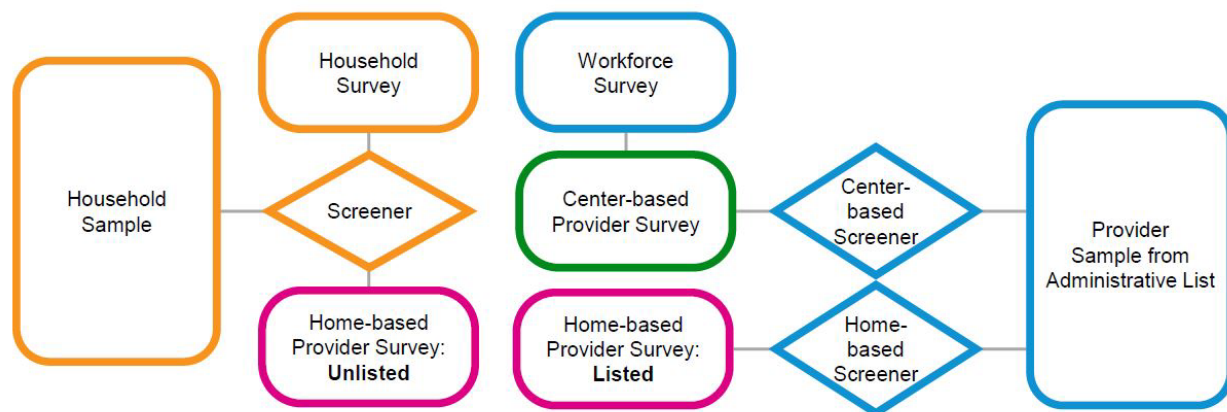 Household
Sample
Household
Survey
Screener
Home-based
Provider Survey:
Unlisted
Workforce
Survey
Center-based
Provider Survey
Home-based
Provider Survey:
Listed
Center-
based
Screener
Home-
based
Screener
Provider
Sample from
Administrative List